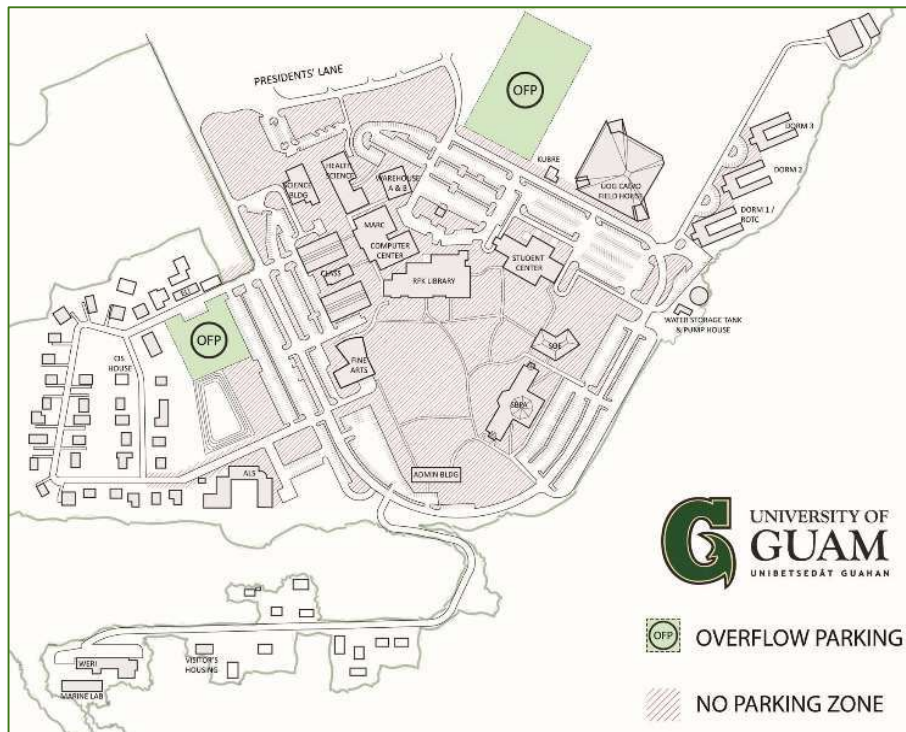 PRESIDENTS' LANE
OFP
KUBRE
UOG CALVO
FIELD HOUSE
DORM 3
DORM 2
DORM 1 /
ROTC
SCIENCE
BLDG
HEALTH
SCIENCE
WAREHOUSE
A & B
MARC
COMPUTER
CENTER
CLASS
RFK LIBRARY
STUDENT
CENTER
WATER STORAGE TANK
& PUMP HOUSE
ELI
OFP
CIS
HOUSE
FINE
ARTS
SOE
SBPA
ALS
ADMIN BLDG
WERI
MARINE LAB
VISITOR'S
HOUSING
G
UNIVERSITY OF
GUAM
UNIBETSEDÅT GUAHAN
OFP
OVERFLOW PARKING
NO PARKING ZONE